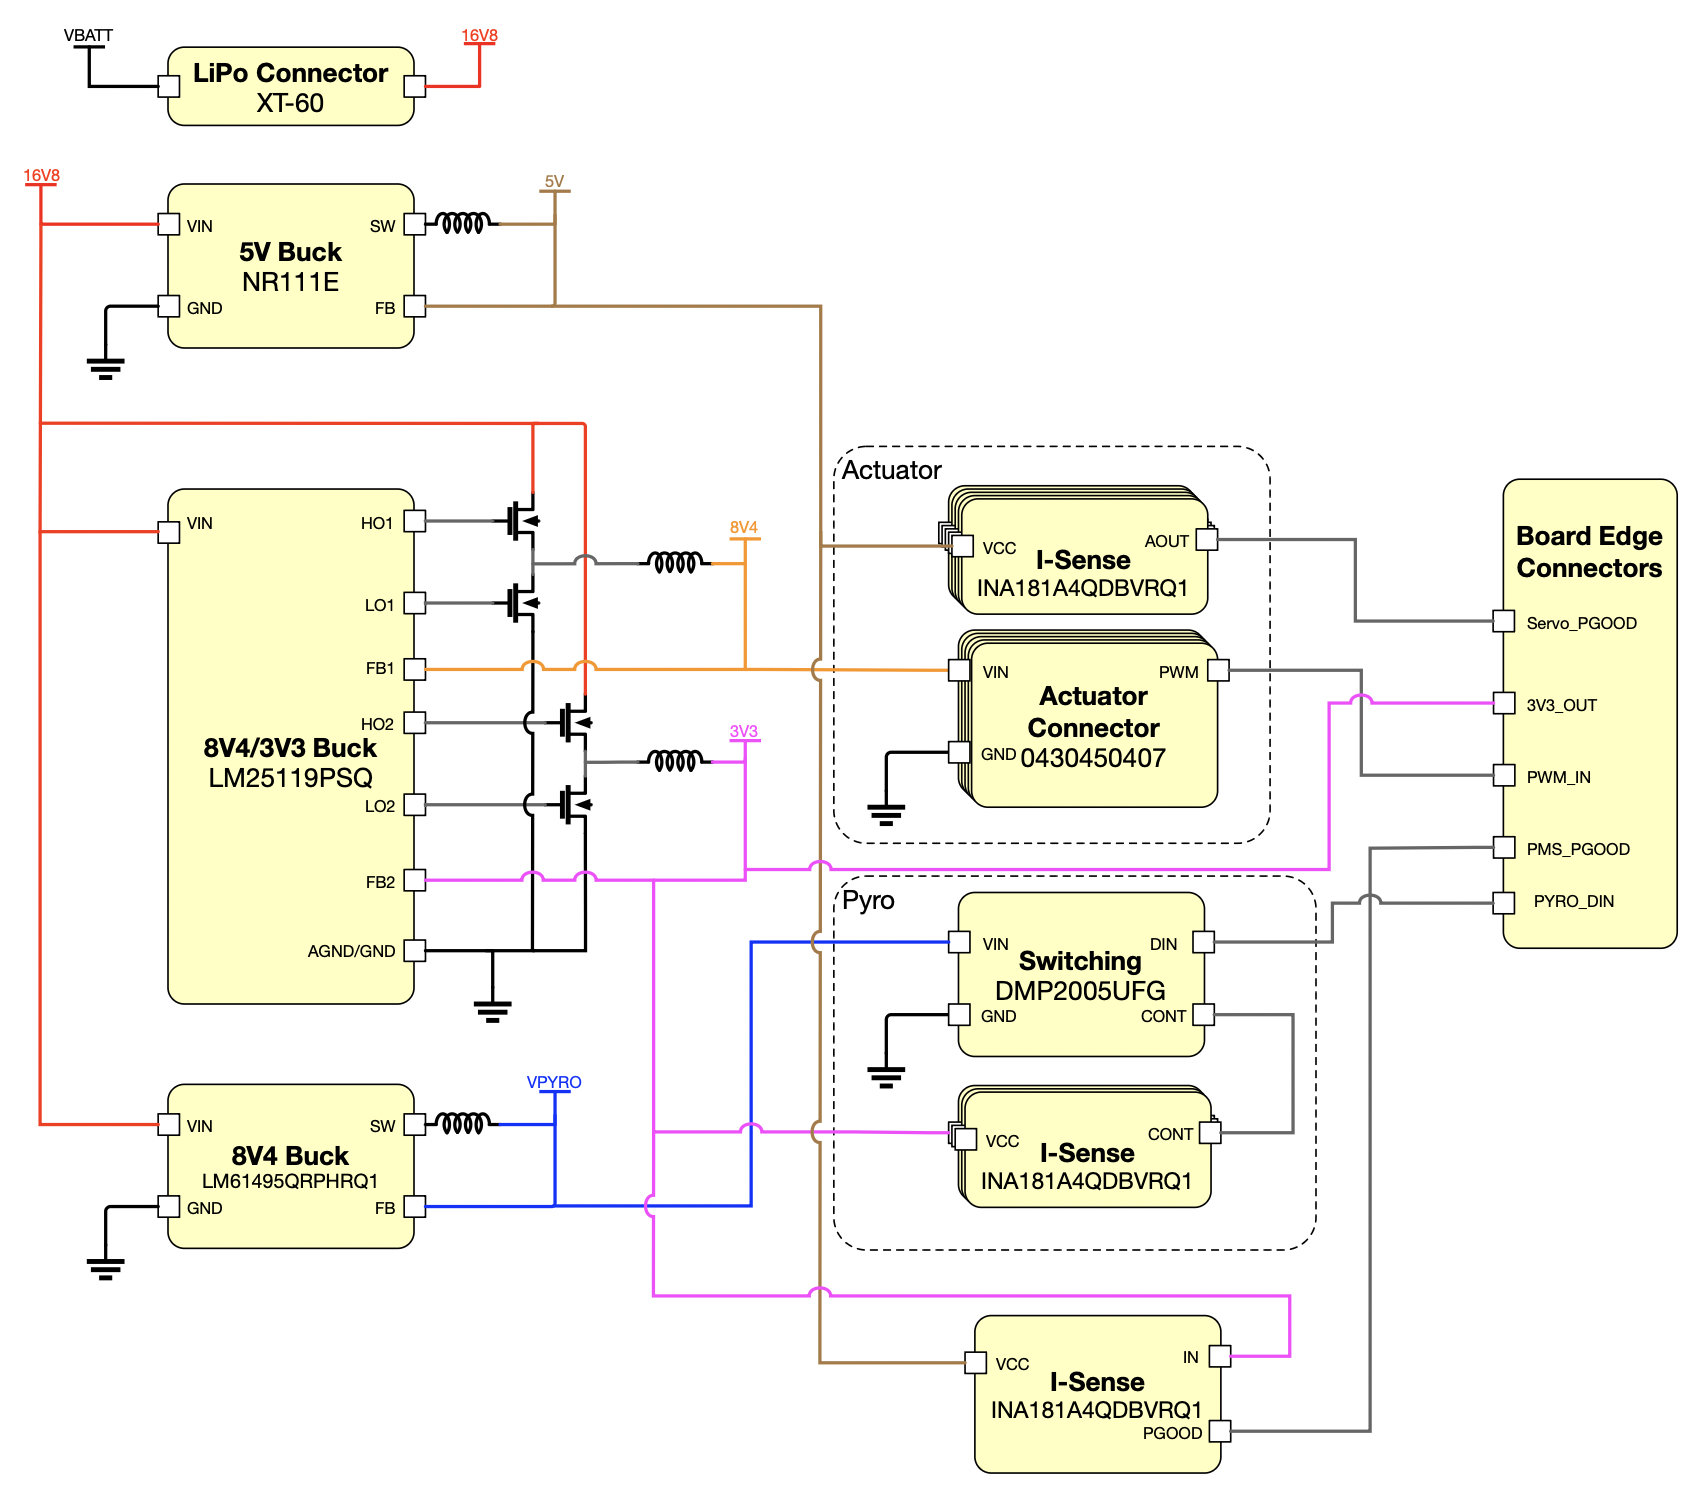 VBATT
16V8
LiPo Connector
XT-60
16V8
5V
VIN
SW
5V Buck
NR111E
GND
FB
Actuator
VIN
HO1
8V4
VCC
AOUT
I-Sense
INA181A4QDBVRQ1
Board Edge
Connectors
LO1
Servo_PGOOD
FB1
VIN
PWM
Actuator
Connector
0430450407
GND
3V3_OUT
HO2
3V3
8V4/3V3 Buck
LM25119PSQ
PWM_IN
LO2
PMS_PGOOD
FB2
Pyro
PYRO_DIN
AGND/GND
VIN
DIN
Switching
DMP2005UFG
GND
CONT
VPYRO
VIN
SW
8V4 Buck
LM61495QRPHRQ1
GND
FB
VCC
CONT
I-Sense
INA181A4QDBVRQ1
VCC
IN
I-Sense
INA181A4QDBVRQ1
PGOOD